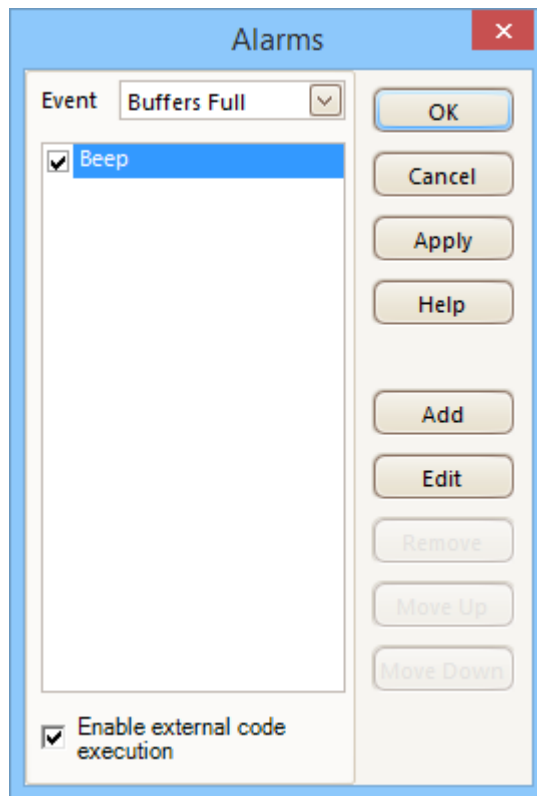 Alarms
Event Buffers Full
Beep
Enable external code
execution
OK
Cancel
Apply
Help
Add
Edit
Remove
Move Up
Move Down